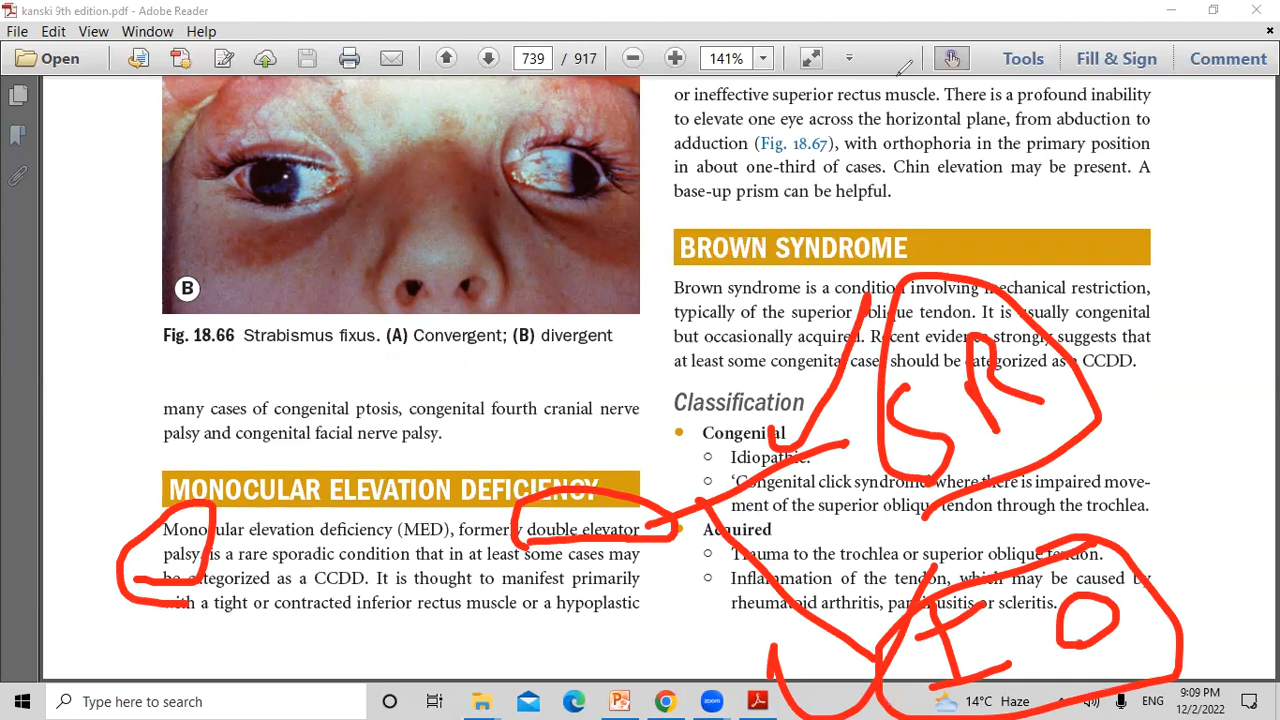 kanski 9th edition.pdf - Adobe Reader
File Edit View Window Help
Open 739 / 917 141% Tools Fill & Sign Comment
B
Fig. 18.66 Strabismus fixus. (A) Convergent; (B) divergent
many cases of congenital ptosis, congenital fourth cranial nerve
palsy and congenital facial nerve palsy.
MONOCULAR ELEVATION DEFICIENCY
Monocular elevation deficiency (MED), formerly double elevator
palsy, is a rare sporadic condition that in at least some cases may
be categorized as a CCDD. It is thought to manifest primarily
with a tight or contracted inferior rectus muscle or a hypoplastic
or ineffective superior rectus muscle. There is a profound inability
to elevate one eye across the horizontal plane, from abduction to
adduction (Fig. 18.67), with orthophoria in the primary position
in about one-third of cases. Chin elevation may be present. A
base-up prism can be helpful.
BROWN SYNDROME
Brown syndrome is a condition involving mechanical restriction,
typically of the superior oblique tendon. It is usually congenital
but occasionally acquired. Recent evidence strongly suggests that
at least some congenital cases should be categorized as a CCDD.
Classification
Congenital
Idiopathic.
‘Congenital click syndrome’ where there is impaired move-
ment of the superior oblique tendon through the trochlea.
Acquired
Trauma to the trochlea or superior oblique tendon.
Inflammation of the tendon, which may be caused by
rheumatoid arthritis, pansinusitis or scleritis.
SR
IO
Type here to search
14°C Haze ENG 9:09 PM
12/2/2022